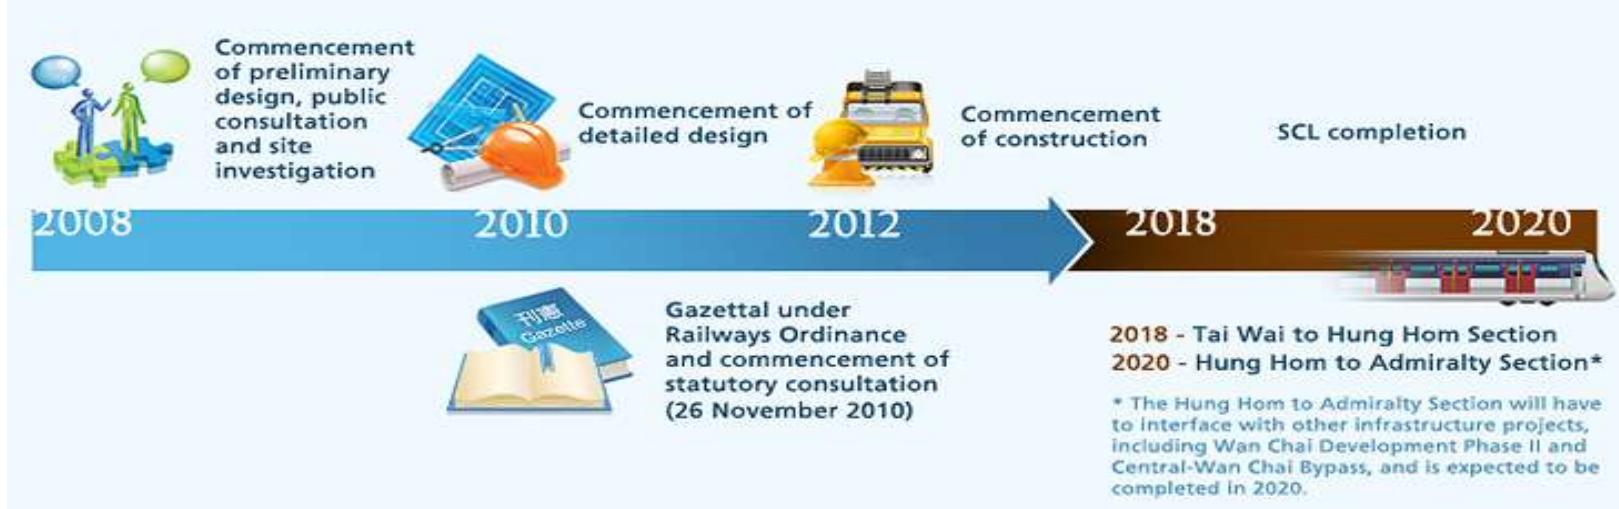 Commencement
of preliminary
design, public
consultation
and site
investigation
Commencement of
detailed design
Commencement
of construction
SCL completion
2008
2010
2012
2018
2020
刊憲
Gazette
Gazettal under
Railways Ordinance
and commencement of
statutory consultation
(26 November 2010)
2018 - Tai Wai to Hung Hom Section
2020 - Hung Hom to Admiralty Section*
* The Hung Hom to Admiralty Section will have
to interface with other infrastructure projects,
including Wan Chai Development Phase II and
Central-Wan Chai Bypass, and is expected to be
completed in 2020.